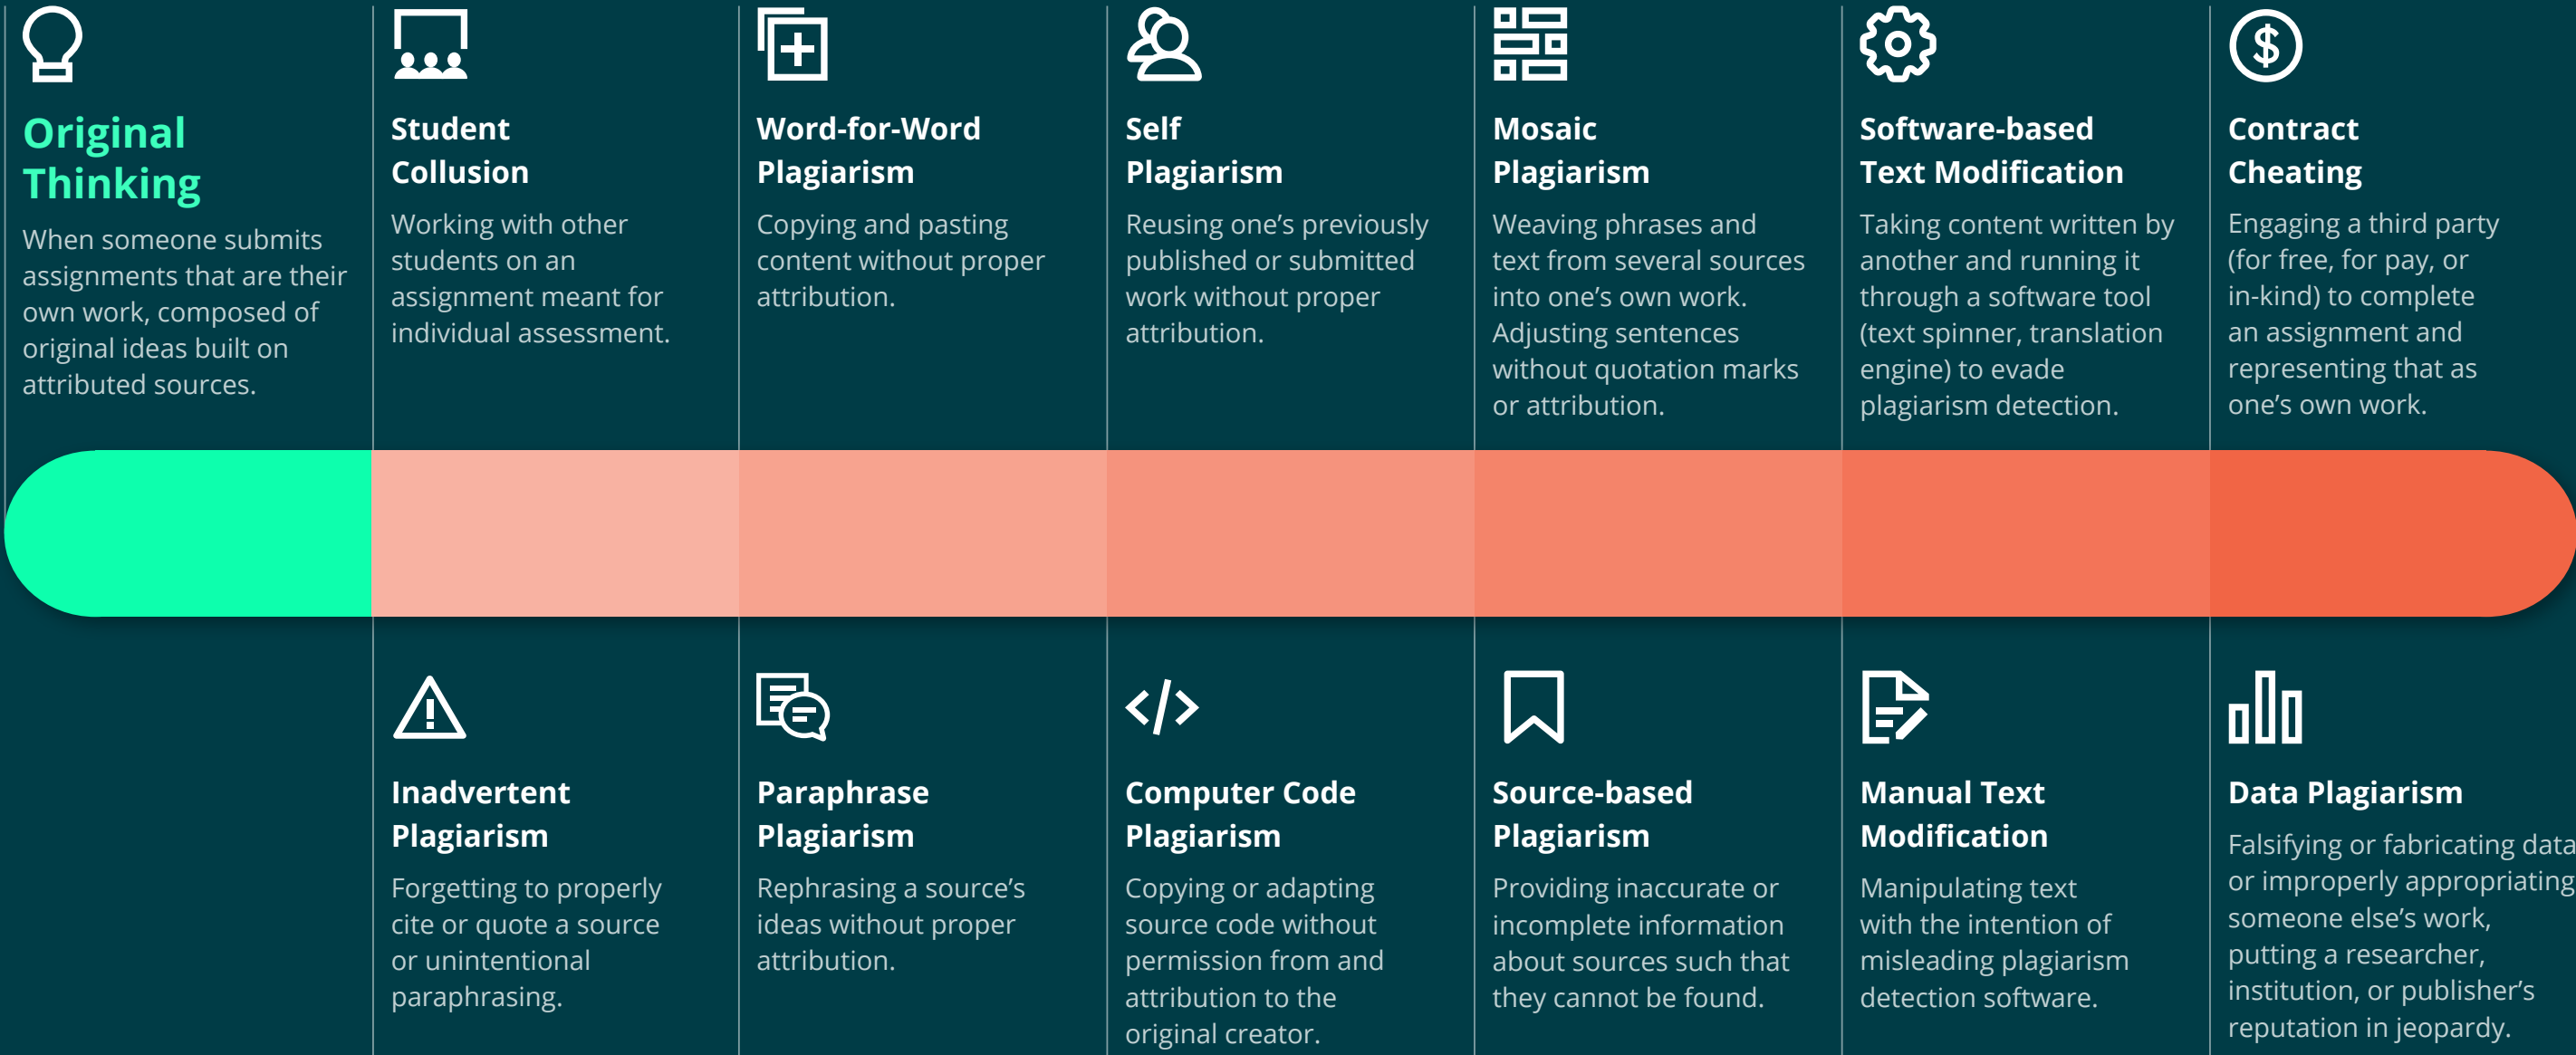 Original
Thinking
When someone submits
assignments that are their
own work, composed of
original ideas built on
attributed sources.
Student
Collusion
Working with other
students on an
assignment meant for
individual assessment.
Word-for-Word
Plagiarism
Copying and pasting
content without proper
attribution.
Self
Plagiarism
Reusing one’s previously
published or submitted
work without proper
attribution.
Mosaic
Plagiarism
Weaving phrases and
text from several sources
into one’s own work.
Adjusting sentences
without quotation marks
or attribution.
Software-based
Text Modification
Taking content written by
another and running it
through a software tool
(text spinner, translation
engine) to evade
plagiarism detection.
$
Contract
Cheating
Engaging a third party
(for free, for pay, or
in-kind) to complete
an assignment and
representing that as
one’s own work.
Inadvertent
Plagiarism
Forgetting to properly
cite or quote a source
or unintentional
paraphrasing.
Paraphrase
Plagiarism
Rephrasing a source’s
ideas without proper
attribution.
</>
Computer Code
Plagiarism
Copying or adapting
source code without
permission from and
attribution to the
original creator.
Source-based
Plagiarism
Providing inaccurate or
incomplete information
about sources such that
they cannot be found.
Manual Text
Modification
Manipulating text
with the intention of
misleading plagiarism
detection software.
Data Plagiarism
Falsifying or fabricating data
or improperly appropriating
someone else’s work,
putting a researcher,
institution, or publisher’s
reputation in jeopardy.